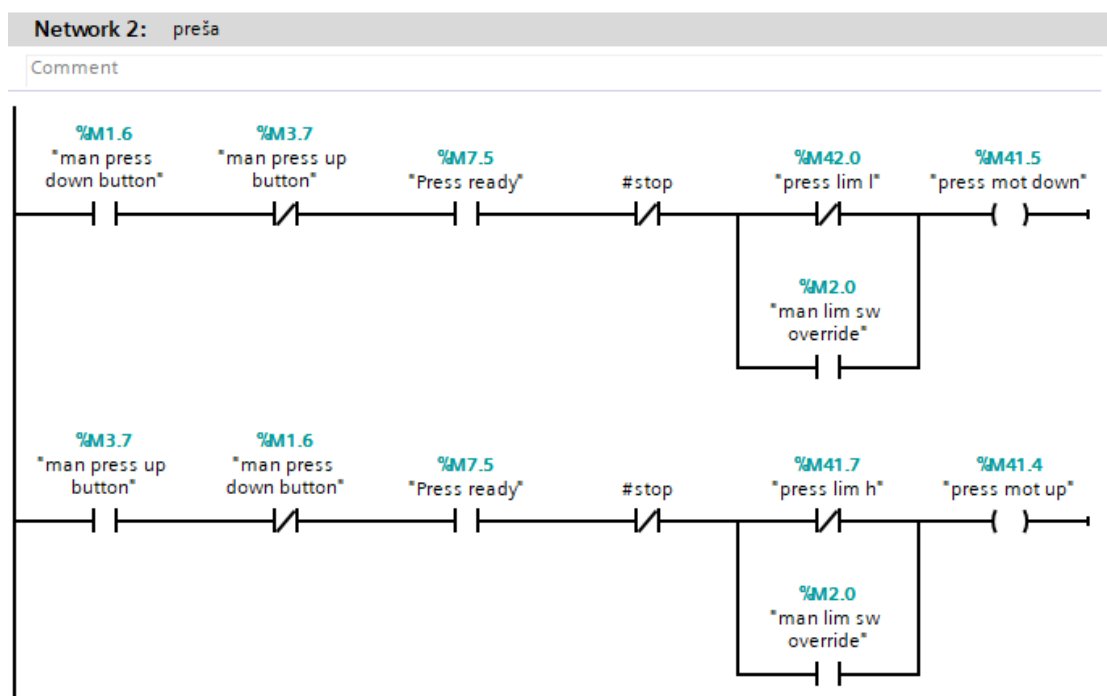 Network 2: preša
Comment
%M1.6
"man press
down button"
%M3.7
"man press up
button"
%M7.5
"Press ready"
#stop
%M42.0
"press lim l"
%M41.5
"press mot down"
%M2.0
"man lim sw
override"
%M3.7
"man press up
button"
%M1.6
"man press
down button"
%M7.5
"Press ready"
#stop
%M41.7
"press lim h"
%M41.4
"press mot up"
%M2.0
"man lim sw
override"